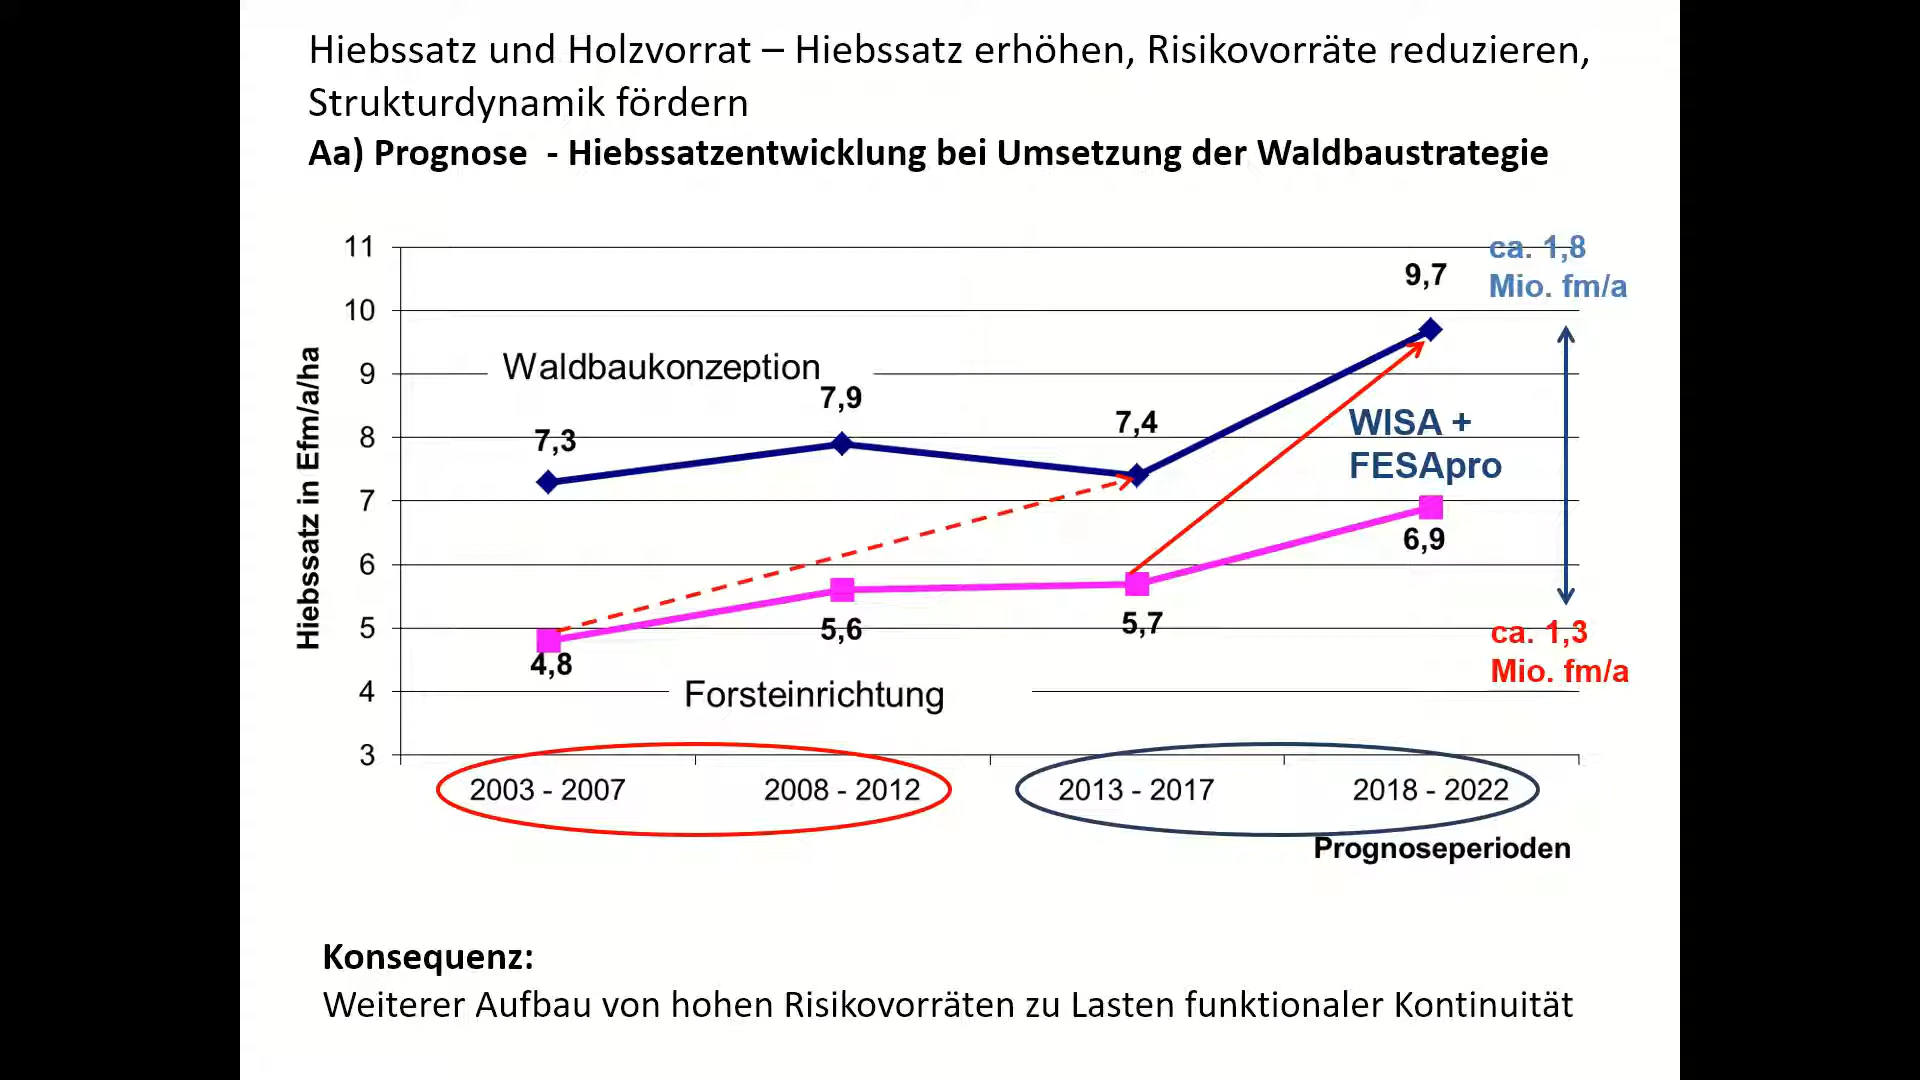 Hiebssatz und Holzvorrat – Hiebssatz erhöhen, Risikovorräte reduzieren,
Strukturdynamik fördern
Aa) Prognose - Hiebssatzentwicklung bei Umsetzung der Waldbaustrategie
Hiebssatz in Efm/a/ha
11
10
9
8
7
6
5
4
3
Waldbaukonzeption
7,3
7,9
7,4
9,7
ca. 1,8
Mio. fm/a
WISA +
FESApro
4,8
5,6
5,7
6,9
ca. 1,3
Mio. fm/a
Forsteinrichtung
2003 - 2007
2008 - 2012
2013 - 2017
2018 - 2022
Prognoseperioden
Konsequenz:
Weiterer Aufbau von hohen Risikovorräten zu Lasten funktionaler Kontinuität